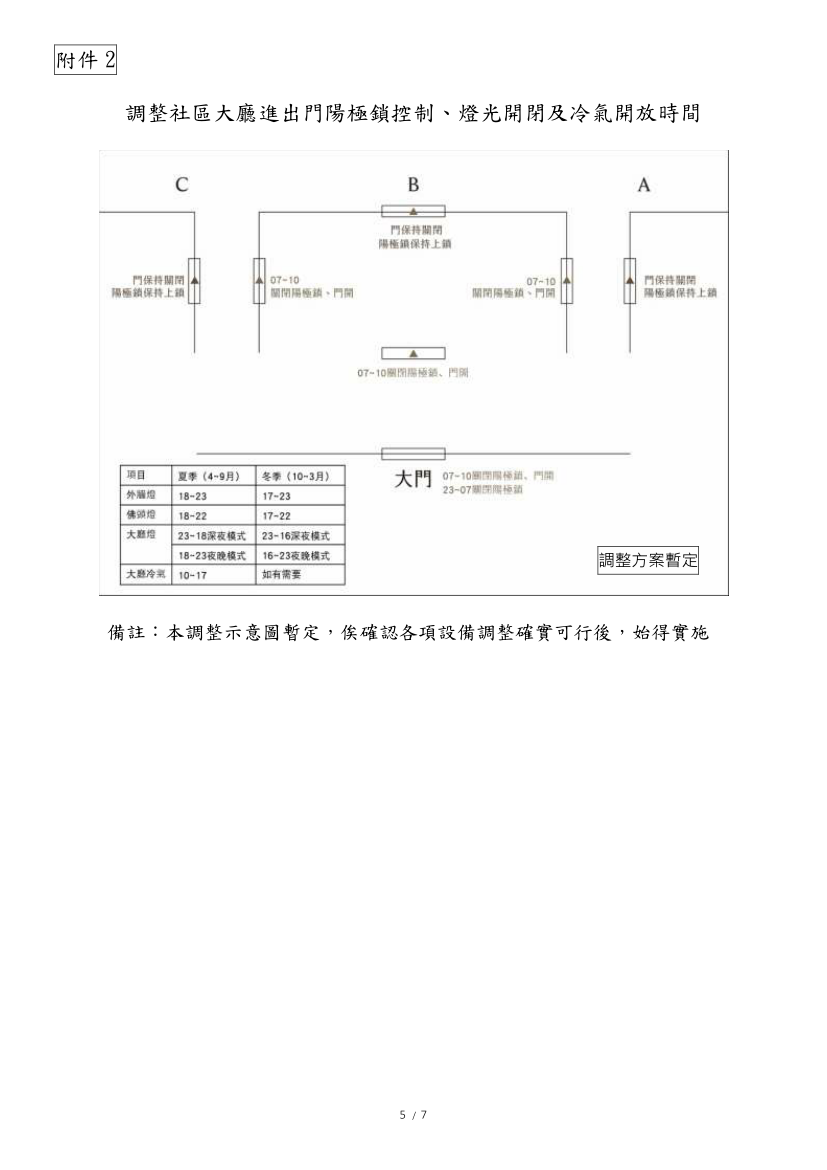 附件 2
調整社區大廳進出門陽極鎖控制、燈光開閉及冷氣開放時間
C
B
A
門保持關閉
陽極鎖保持上鎖
門保持關閉
陽極鎖保持上鎖
07-10
關閉陽極鎖、門開
07-10
關閉陽極鎖、門開
門保持關閉
陽極鎖保持上鎖
07-10關閉陽極鎖、門開
大門
07-10關閉陽極鎖、門開
23-07關閉陽極鎖
項目 夏季（4~9月） 冬季（10~3月）
外牆燈 18~23 17~23
佛頭燈 18~22 17~22
大廳燈 23~18深夜模式 23~16深夜模式
18~23夜晚模式 16~23夜晚模式
大廳冷氣 10~17 如有需要
調整方案暫定
備註：本調整示意圖暫定，俟確認各項設備調整確實可行後，始得實施
5 / 7